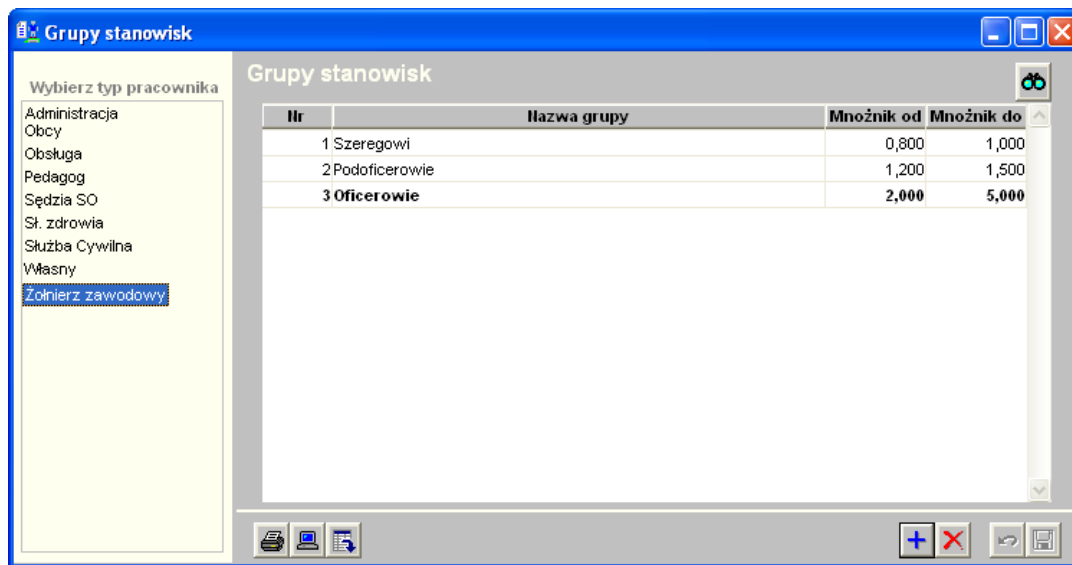 Grupy stanowisk
Wybierz typ pracownika
Administracja
Obcy
Obsługa
Pedagog
Sędzia SO
Sł. zdrowia
Służba Cywilna
Własny
Żołnierz zawodowy
Grupy stanowisk
Nr Nazwa grupy Mnożnik od Mnożnik do
1 Szeregowi 0,800 1,000
2 Podoficerowie 1,200 1,500
3 Oficerowie 2,000 5,000